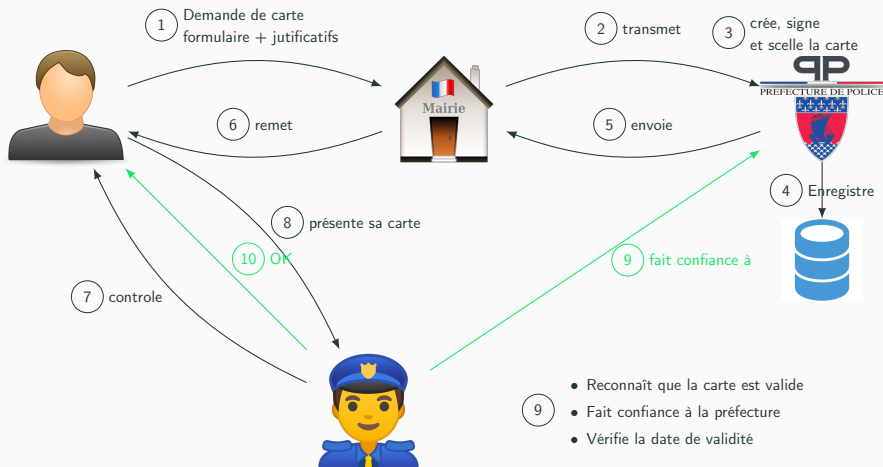 1 Demande de carte
formulaire + jutificatifs
2 transmet
3 crée, signe
et scelle la carte
PP
PREFECTURE DE POLICE
Mairie
6 remet
5 envoie
4 Enregistre
8 présente sa carte
10 OK
9 fait confiance à
7 controle
9
• Reconnaît que la carte est valide
• Fait confiance à la préfecture
• Vérifie la date de validité